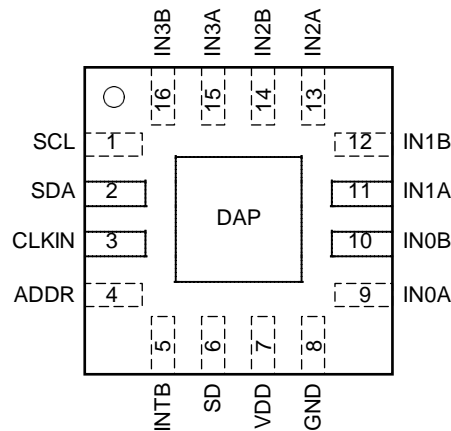 IN3B IN3A IN2B IN2A
16 15 14 13
SCL 1 12 IN1B
SDA 2 11 IN1A
DAP
CLKIN 3 10 IN0B
ADDR 4 9 IN0A
5 6 7 8
INTB SD VDD GND